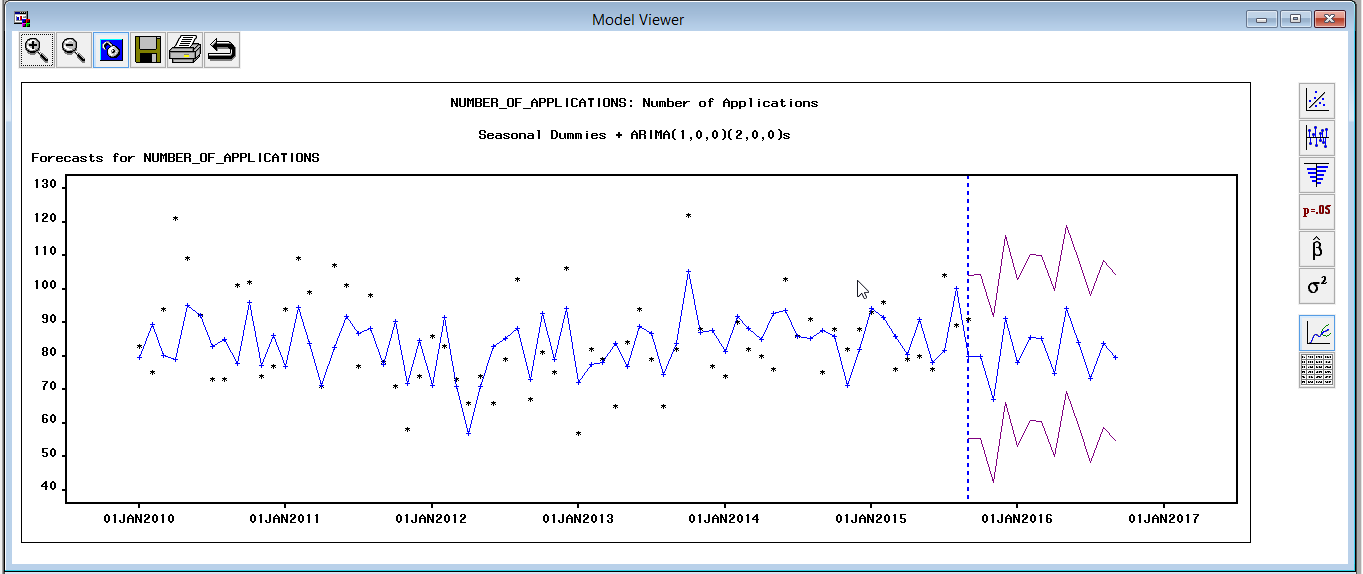 Model Viewer
NUMBER_OF_APPLICATIONS: Number of Applications
Seasonal Dummies + ARIMA(1,0,0)(2,0,0)s
Forecasts for NUMBER_OF_APPLICATIONS
130
120
110
100
90
80
70
60
50
40
01JAN2010 01JAN2011 01JAN2012 01JAN2013 01JAN2014 01JAN2015 01JAN2016 01JAN2017
p=.05
β̂
σ²